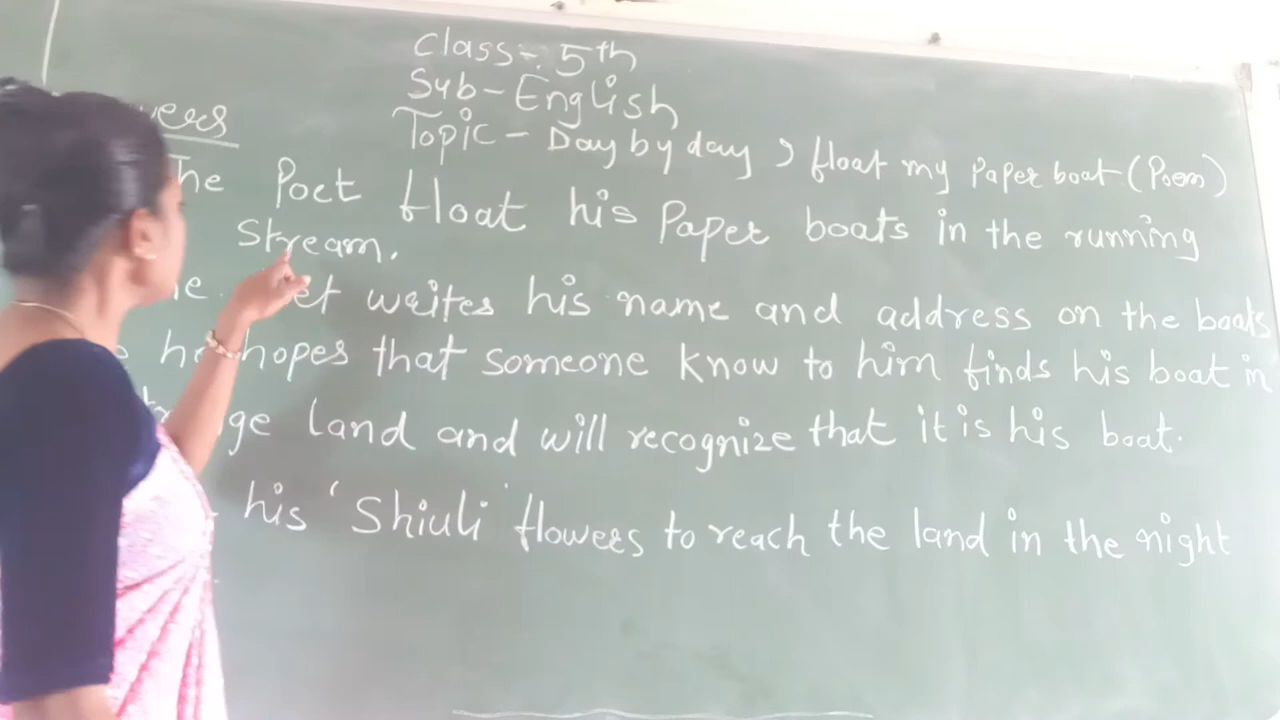 Class-. 5th
Sub-English
Topic - Day by day I float my Paper boat (Poem)
The Poet float his Paper boats in the running
Stream.
writes his name and address on the boats
he hopes that someone know to him finds his boat in
land and will recognize that it is his boat.
his 'Shiuli' flowers to reach the land in the night